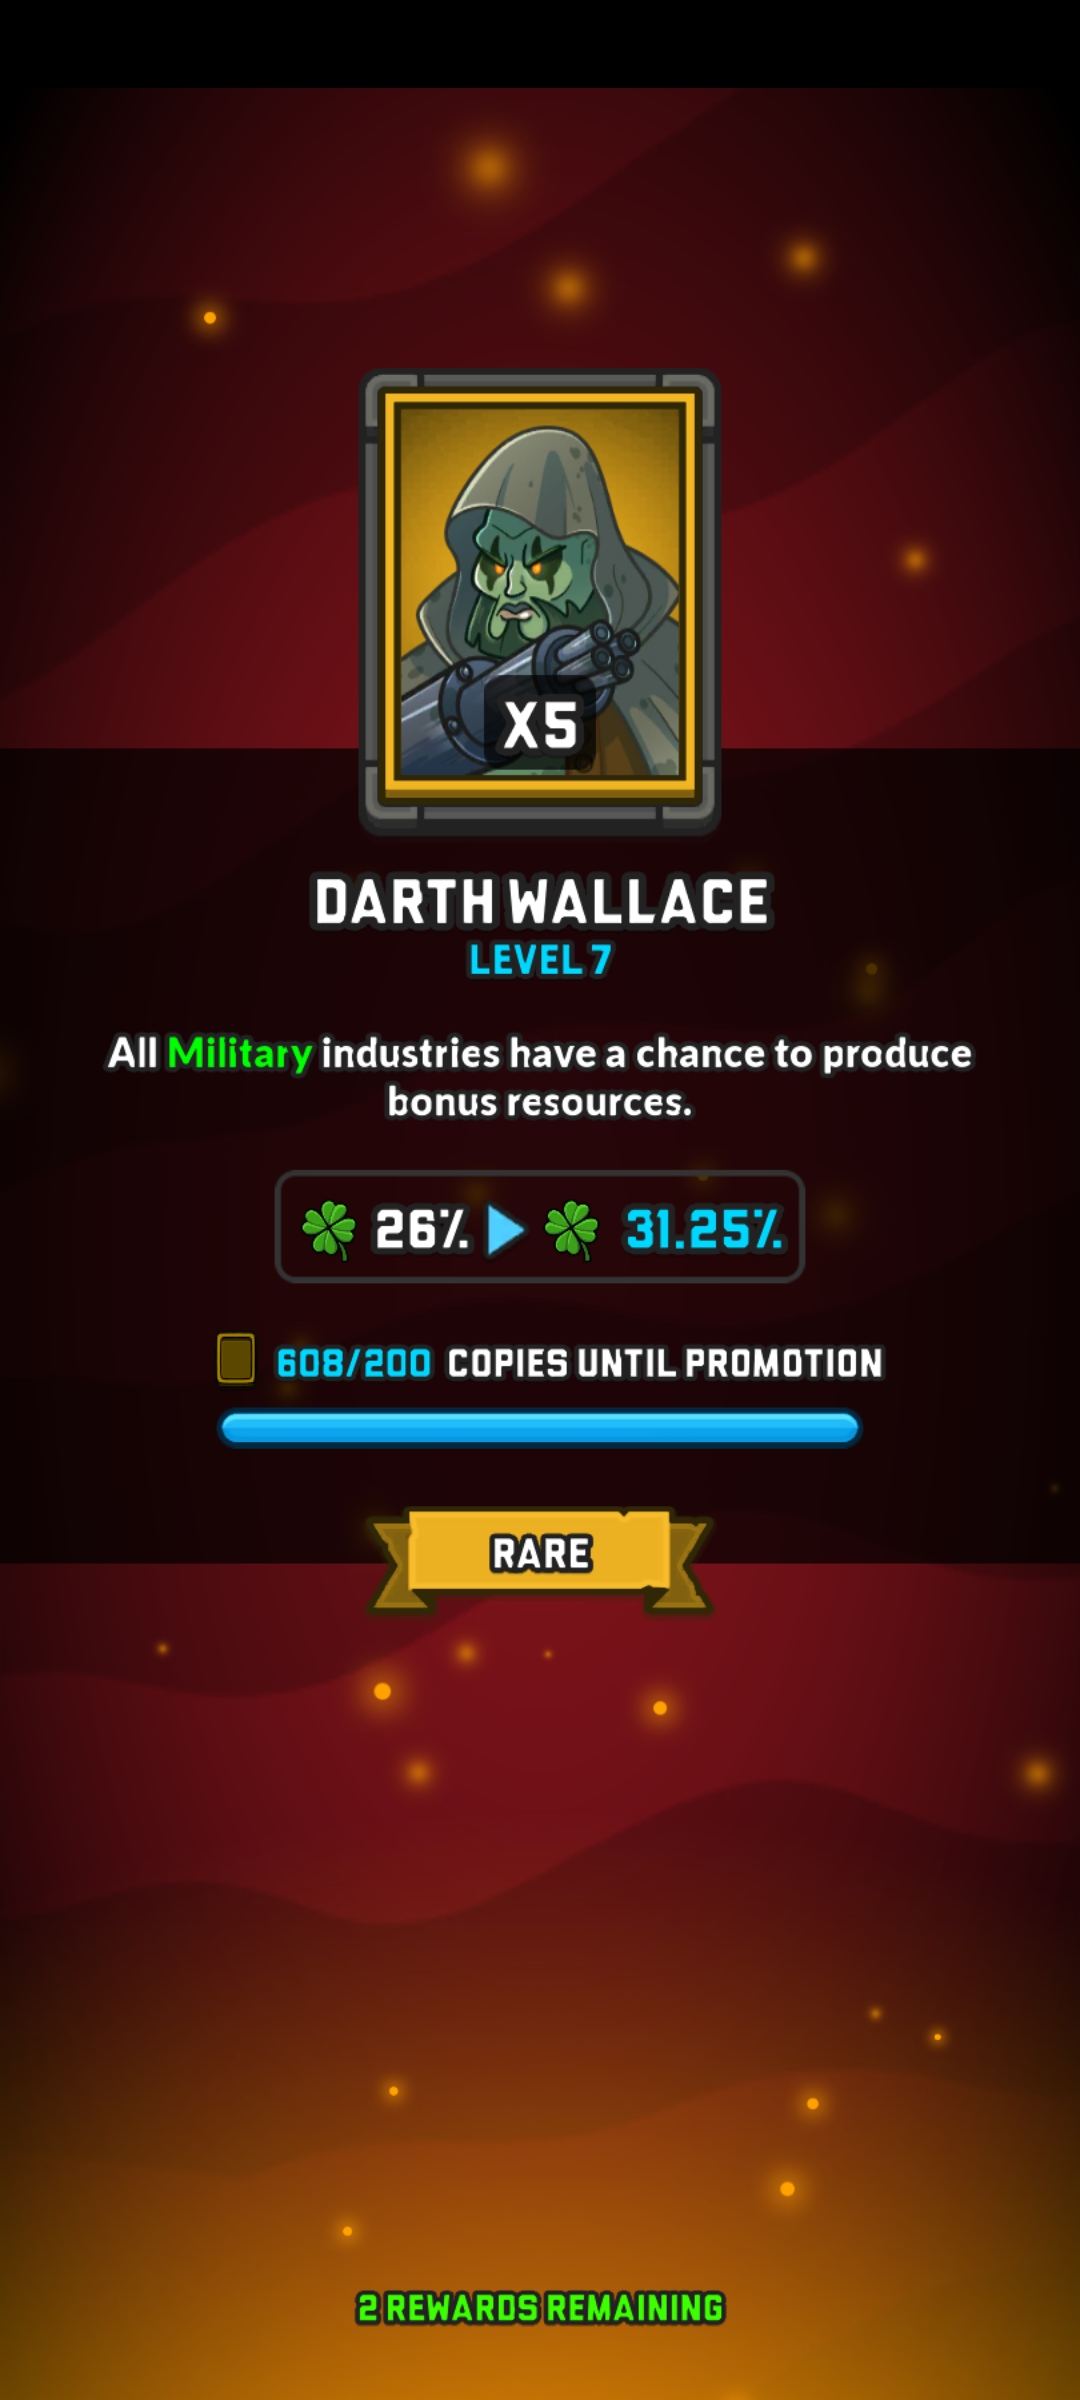 X5
DARTH WALLACE
LEVEL 7
All Military industries have a chance to produce
bonus resources.
26% 31.25%
608/200 COPIES UNTIL PROMOTION
RARE
2 REWARDS REMAINING